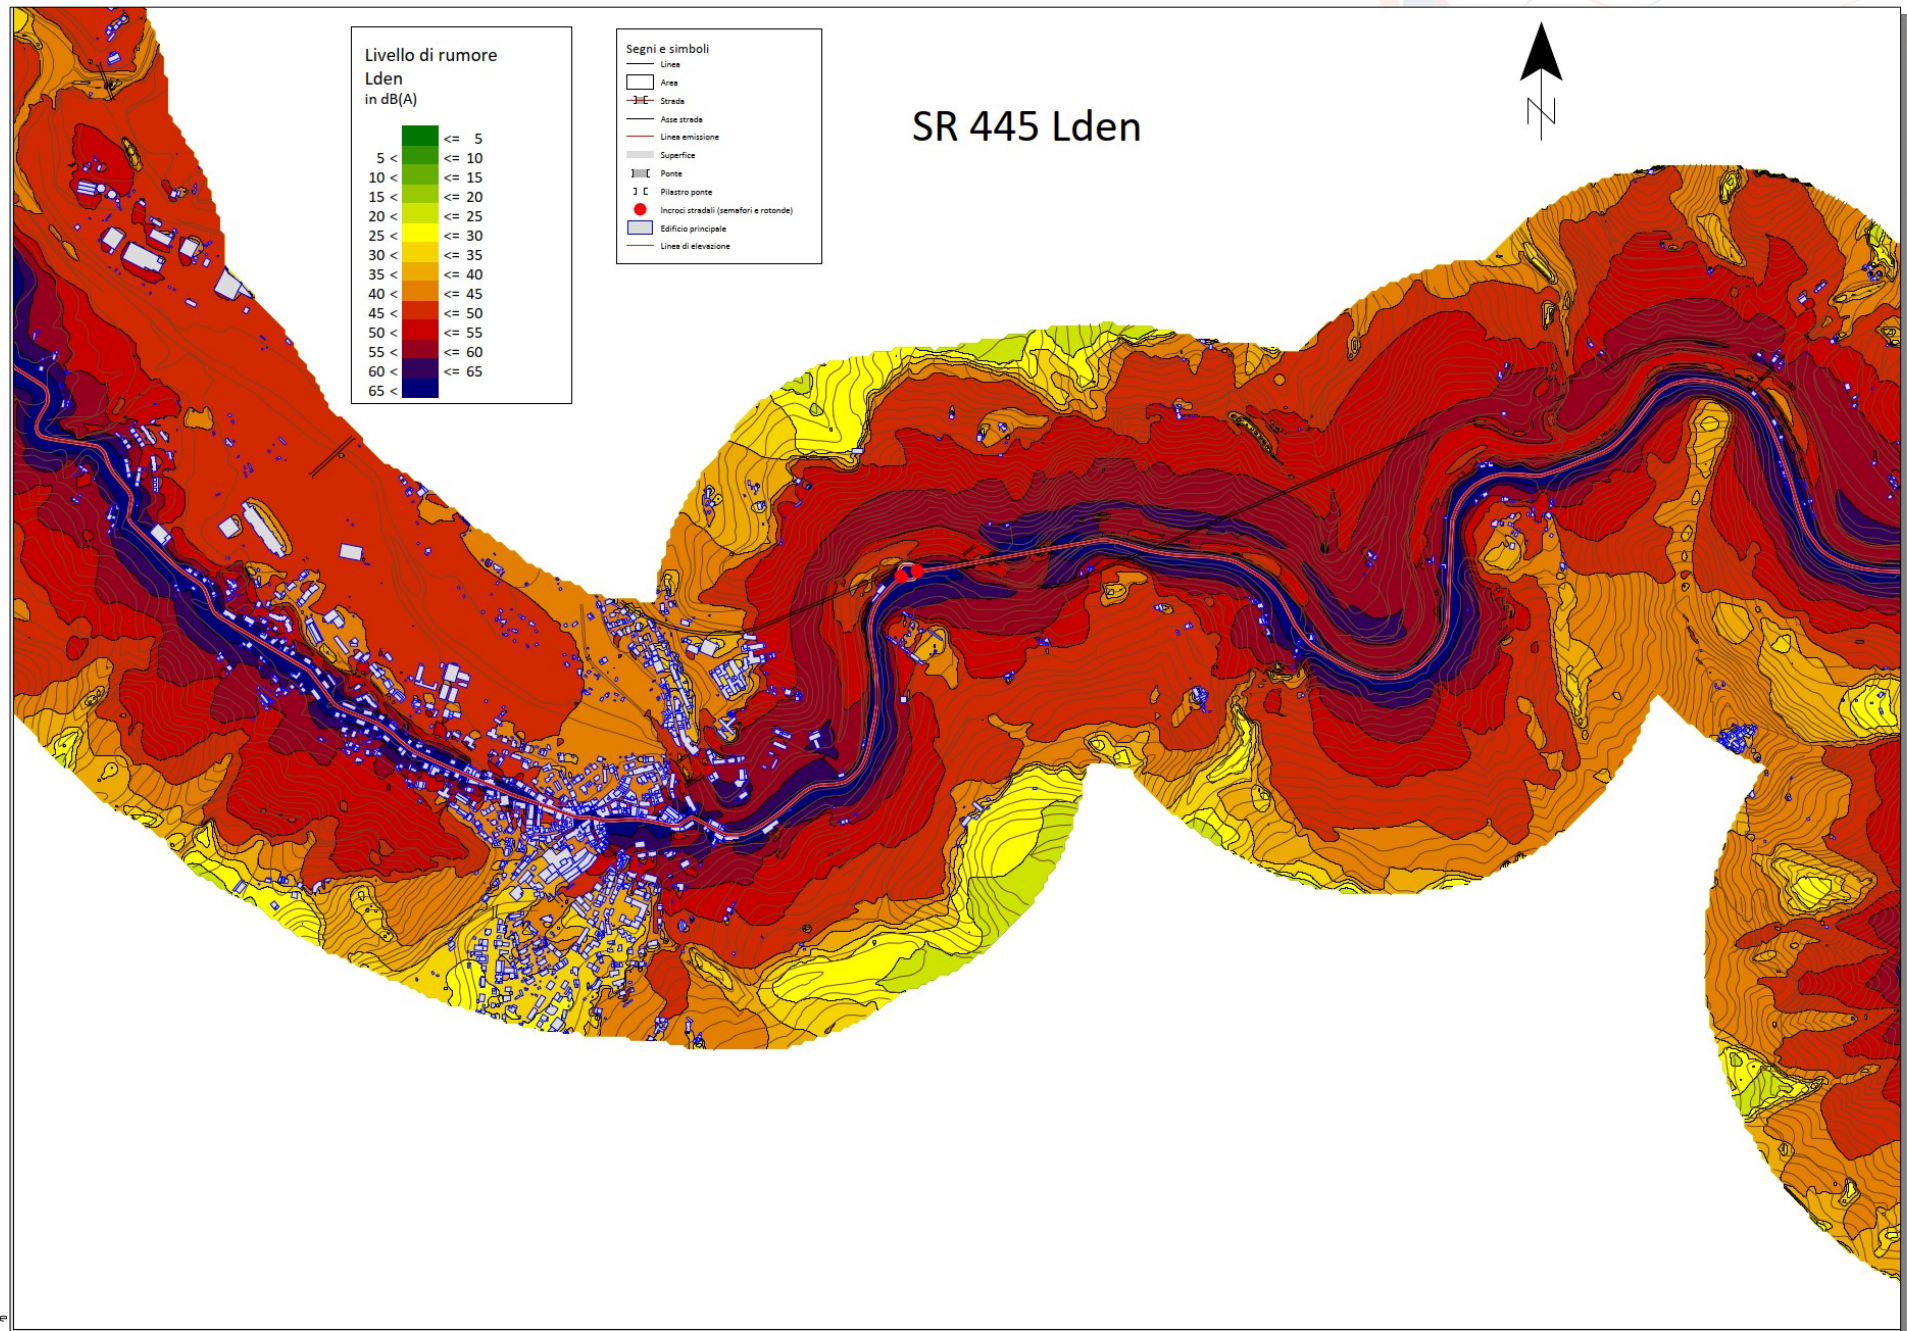 Livello di rumore
Lden
in dB(A)
<= 5
5 < <= 10
10 < <= 15
15 < <= 20
20 < <= 25
25 < <= 30
30 < <= 35
35 < <= 40
40 < <= 45
45 < <= 50
50 < <= 55
55 < <= 60
60 < <= 65
65 <
Segni e simboli
Linea
Area
Strada
Asse strada
Linea emissione
Superfice
Ponte
Pilastro ponte
Incroci stradali (semafori e rotonde)
Edificio principale
Linea di elevazione
SR 445 Lden
N